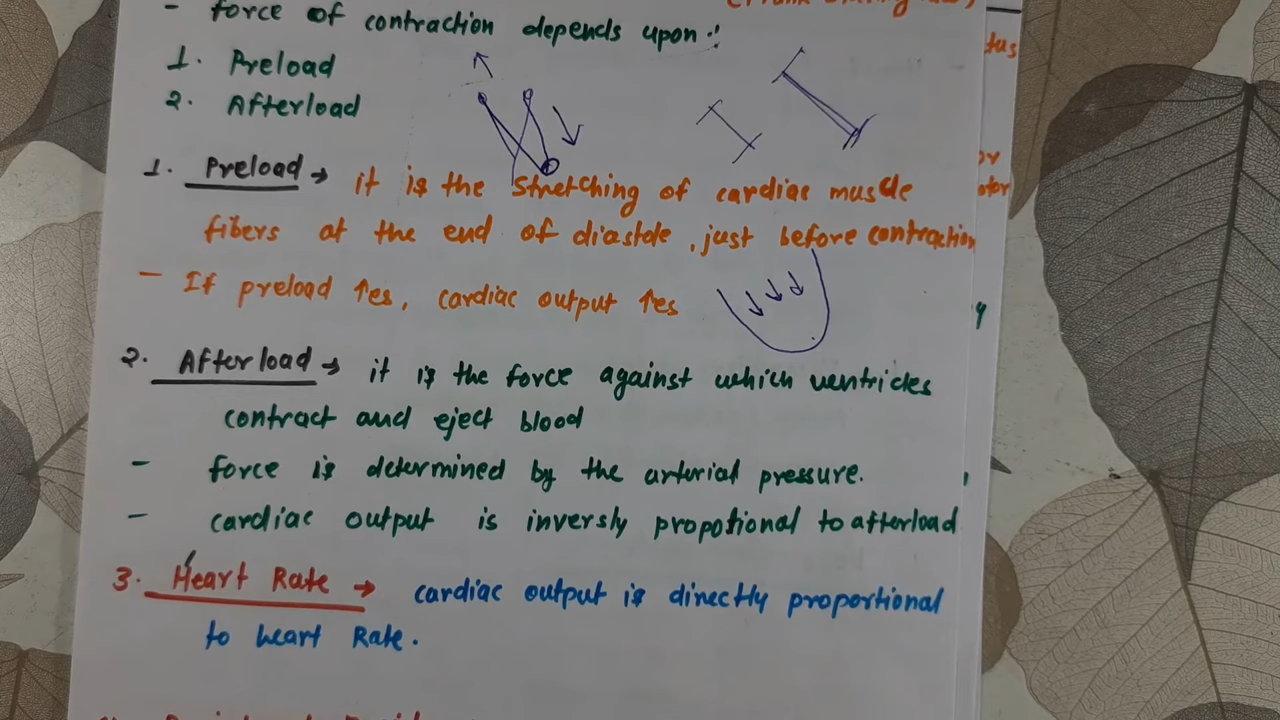 - force of contraction depends upon :
1. Preload
2. Afterload
1. Preload → it is the stretching of cardiac muscle
fibers at the end of diastole, just before contraction
- If preload ↑es, cardiac output ↑es
2. Afterload → it is the force against which ventricles
contract and eject blood
- force is determined by the arterial pressure.
- cardiac output is inversly propotional to afterload
3. Heart Rate → cardiac output is directly proportional
to heart Rate.